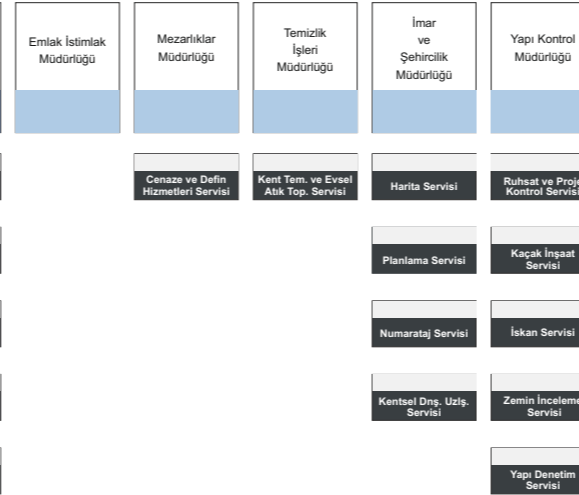 Emlak İstimlak
Müdürlüğü
Mezarlıklar
Müdürlüğü
Temizlik
İşleri
Müdürlüğü
İmar
ve
Şehircilik
Müdürlüğü
Yapı Kontrol
Müdürlüğü
Cenaze ve Defin
Hizmetleri Servisi
Kent Tem. ve Evsel
Atık Top. Servisi
Harita Servisi
Ruhsat ve Proje
Kontrol Servisi
Planlama Servisi
Kaçak İnşaat
Servisi
Numarataj Servisi
İskan Servisi
Kentsel Dnş. Uzlş.
Servisi
Zemin İnceleme
Servisi
Yapı Denetim
Servisi